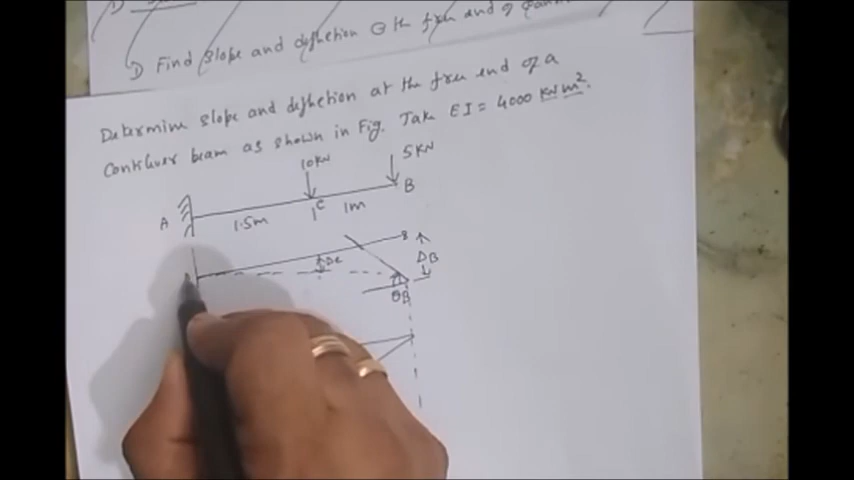 1) Find slope and deflection @ the free end of
Determine slope and deflection at the free end of a
Cantilever beam as shown in Fig. Take EI = 4000 KN m².
10KN
5KN
A
C
B
1.5m
1m
B
Δc
ΔB
θB